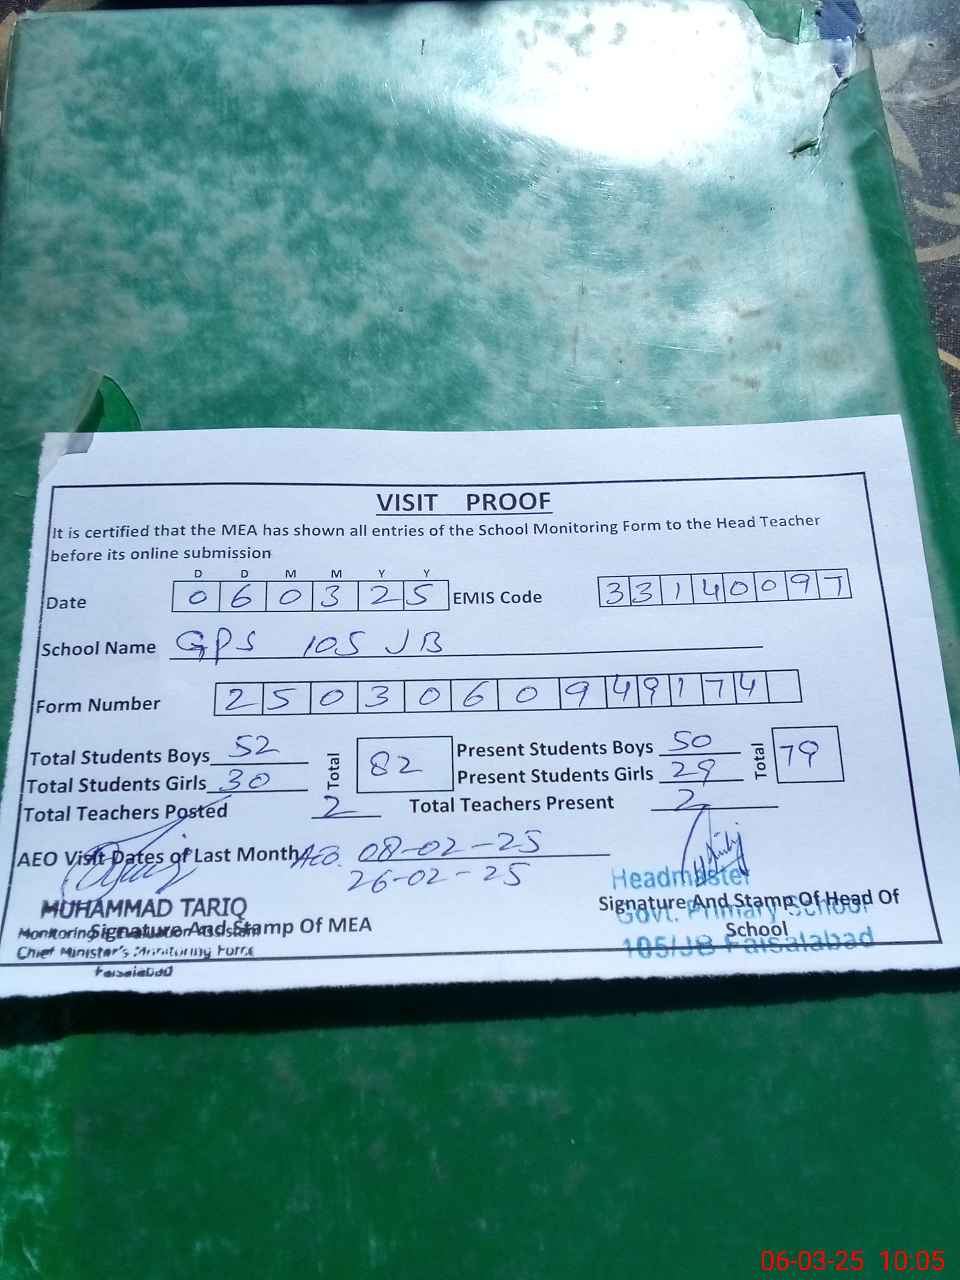 VISIT PROOF
It is certified that the MEA has shown all entries of the School Monitoring Form to the Head Teacher
before its online submission
D D M M Y Y
Date 0 6 0 3 2 5 EMIS Code 3 3 1 4 0 0 9 7
School Name GPS 105 JB
Form Number 2 5 0 3 0 6 0 9 4 9 1 7 4
Total Students Boys 52 Total 82 Present Students Boys 50 Total 79
Total Students Girls 30 Present Students Girls 29
Total Teachers Posted 2 Total Teachers Present 2
AEO Visit Dates of Last Month AEO. 08-02-25
26-02-25
Headmaster
MUHAMMAD TARIQ
Signature And Stamp Of Head Of
Govt. Primary School
Monitoring
Signature And Stamp Of MEA
School
Chief Minister's Monitoring Force
105/JB Faisalabad
Faisalabad
06-03-25 10:05